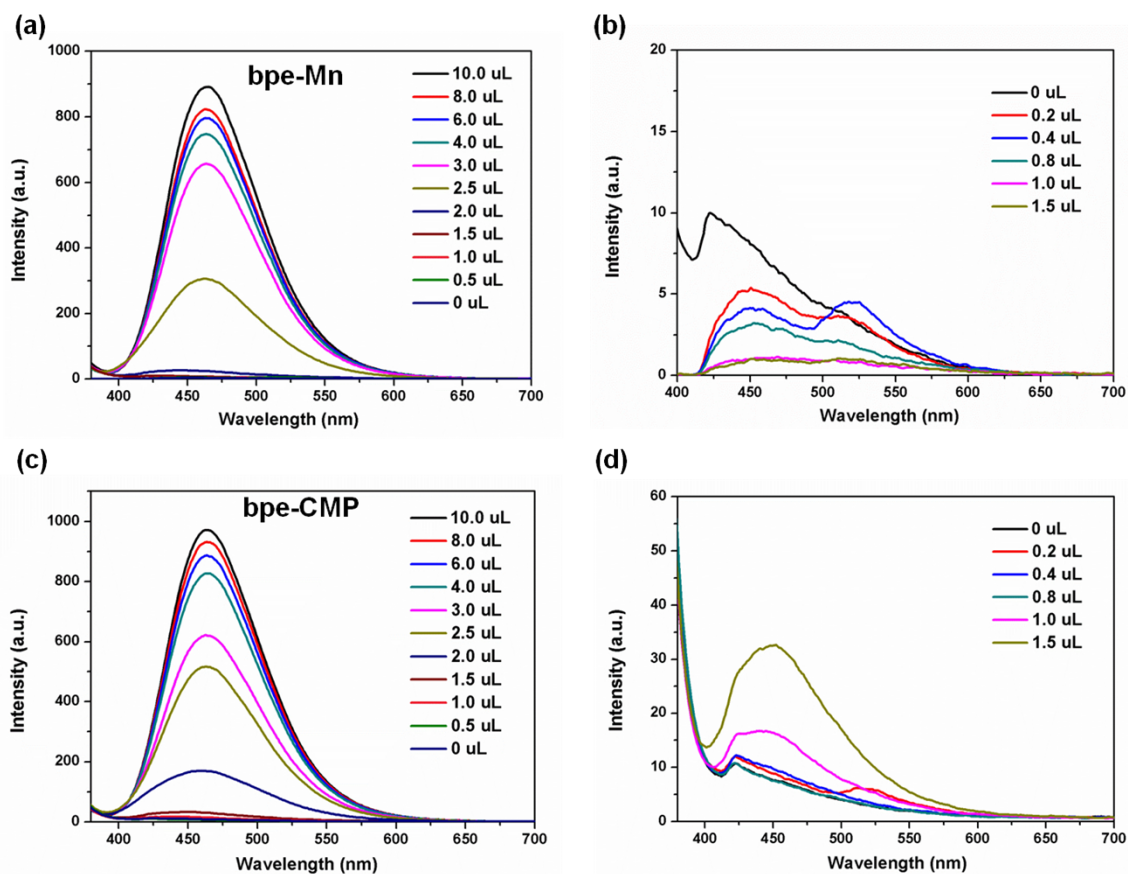 (a)
bpe-Mn
10.0 uL
8.0 uL
6.0 uL
4.0 uL
3.0 uL
2.5 uL
2.0 uL
1.5 uL
1.0 uL
0.5 uL
0 uL
1000
800
600
400
200
0
400 450 500 550 600 650 700
Intensity (a.u.)
Wavelength (nm)
(b)
0 uL
0.2 uL
0.4 uL
0.8 uL
1.0 uL
1.5 uL
20
15
10
5
0
400 450 500 550 600 650 700
Intensity (a.u.)
Wavelength (nm)
(c)
bpe-CMP
10.0 uL
8.0 uL
6.0 uL
4.0 uL
3.0 uL
2.5 uL
2.0 uL
1.5 uL
1.0 uL
0.5 uL
0 uL
1000
800
600
400
200
0
400 450 500 550 600 650 700
Intensity (a.u.)
Wavelength (nm)
(d)
0 uL
0.2 uL
0.4 uL
0.8 uL
1.0 uL
1.5 uL
60
50
40
30
20
10
0
400 450 500 550 600 650 700
Intensity (a.u.)
Wavelength (nm)